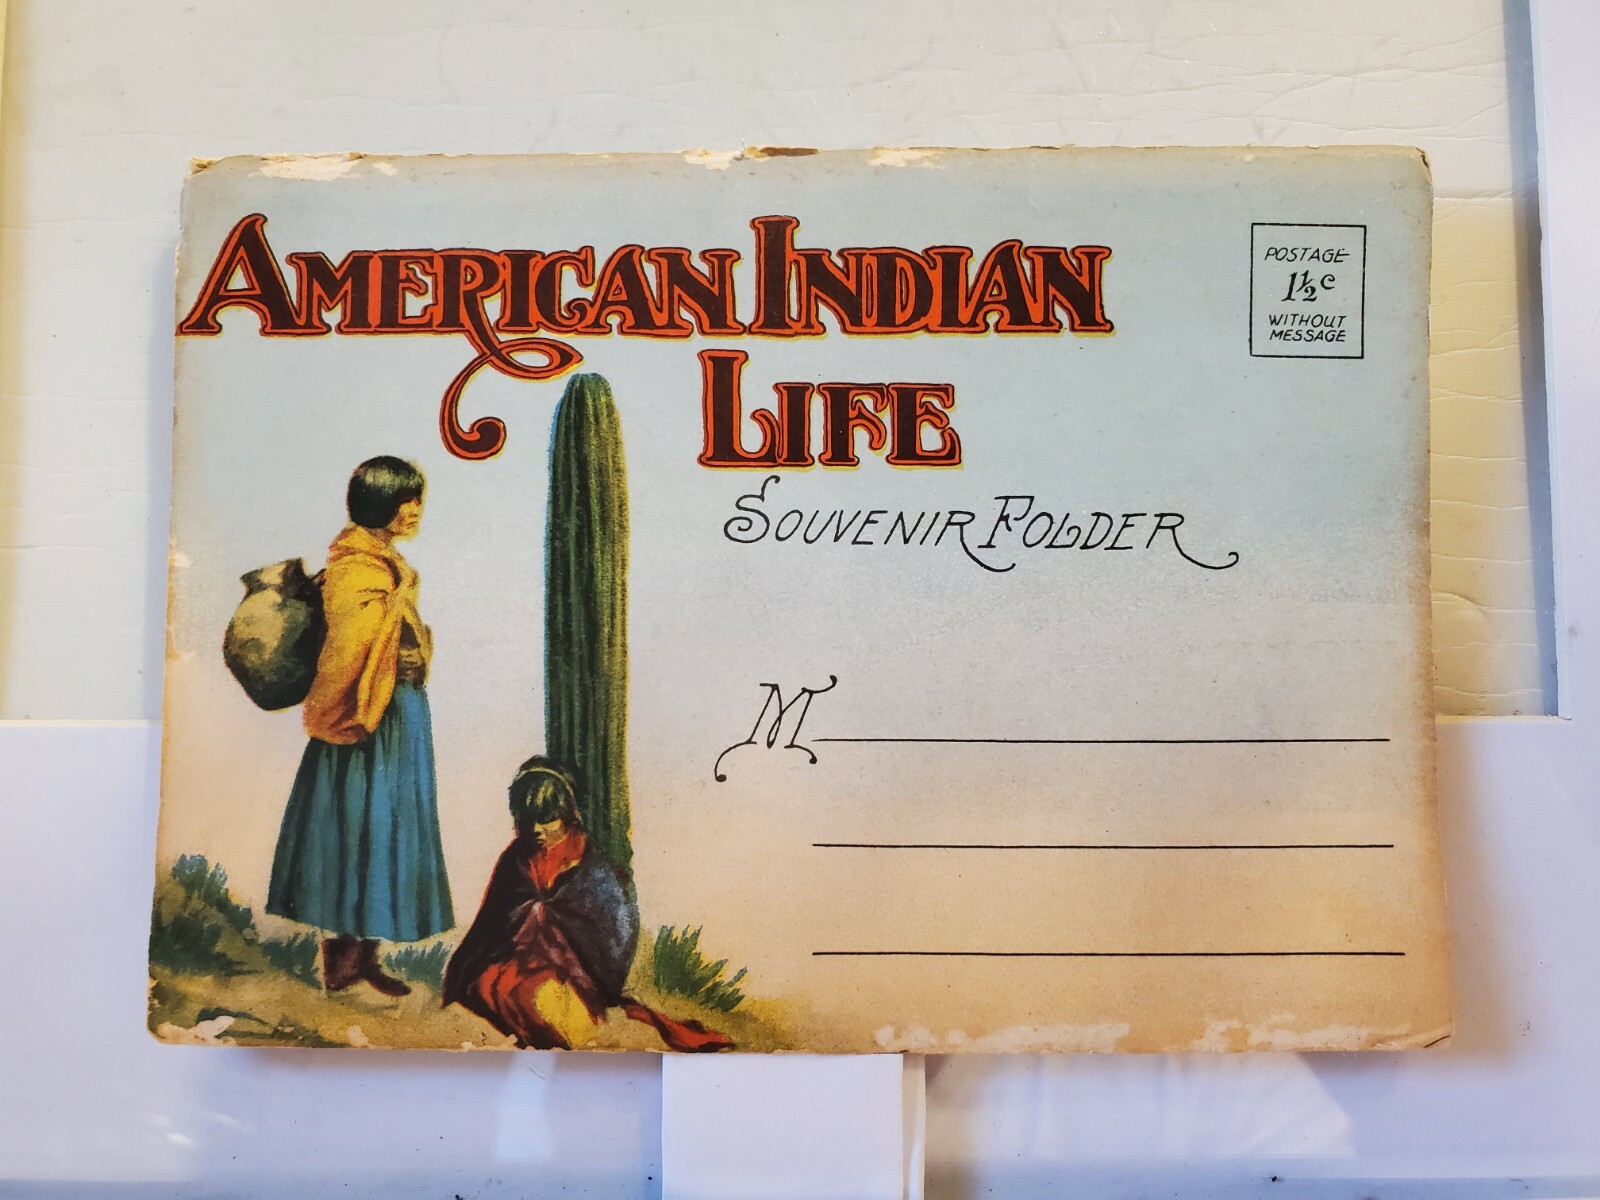 AMERICAN INDIAN
LIFE
SOUVENIR FOLDER
POSTAGE
1½c
WITHOUT
MESSAGE
M